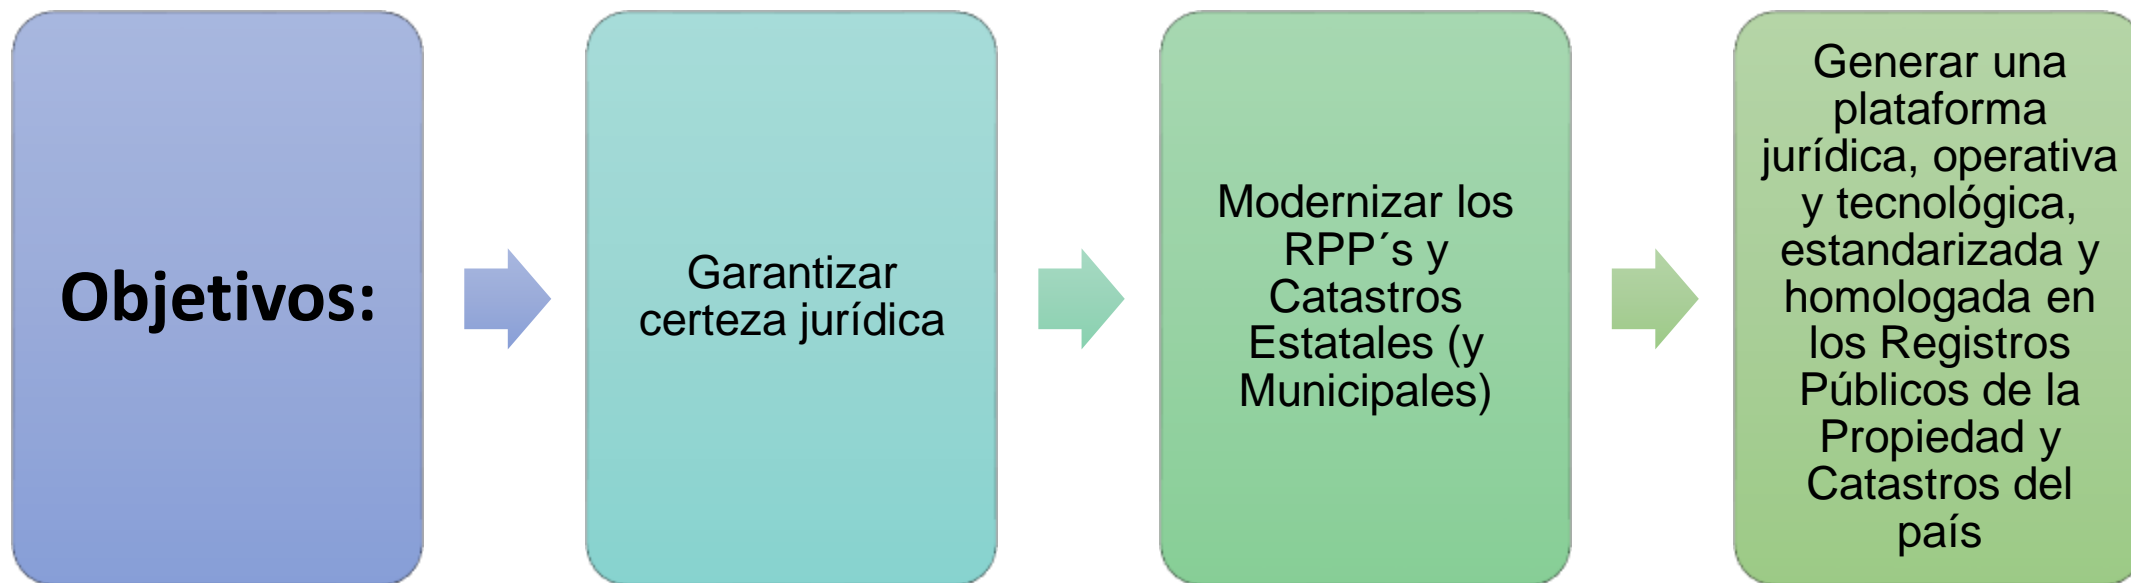 Objetivos:
Garantizar
certeza jurídica
Modernizar los
RPP´s y
Catastros
Estatales (y
Municipales)
Generar una
plataforma
jurídica, operativa
y tecnológica,
estandarizada y
homologada en
los Registros
Públicos de la
Propiedad y
Catastros del
país